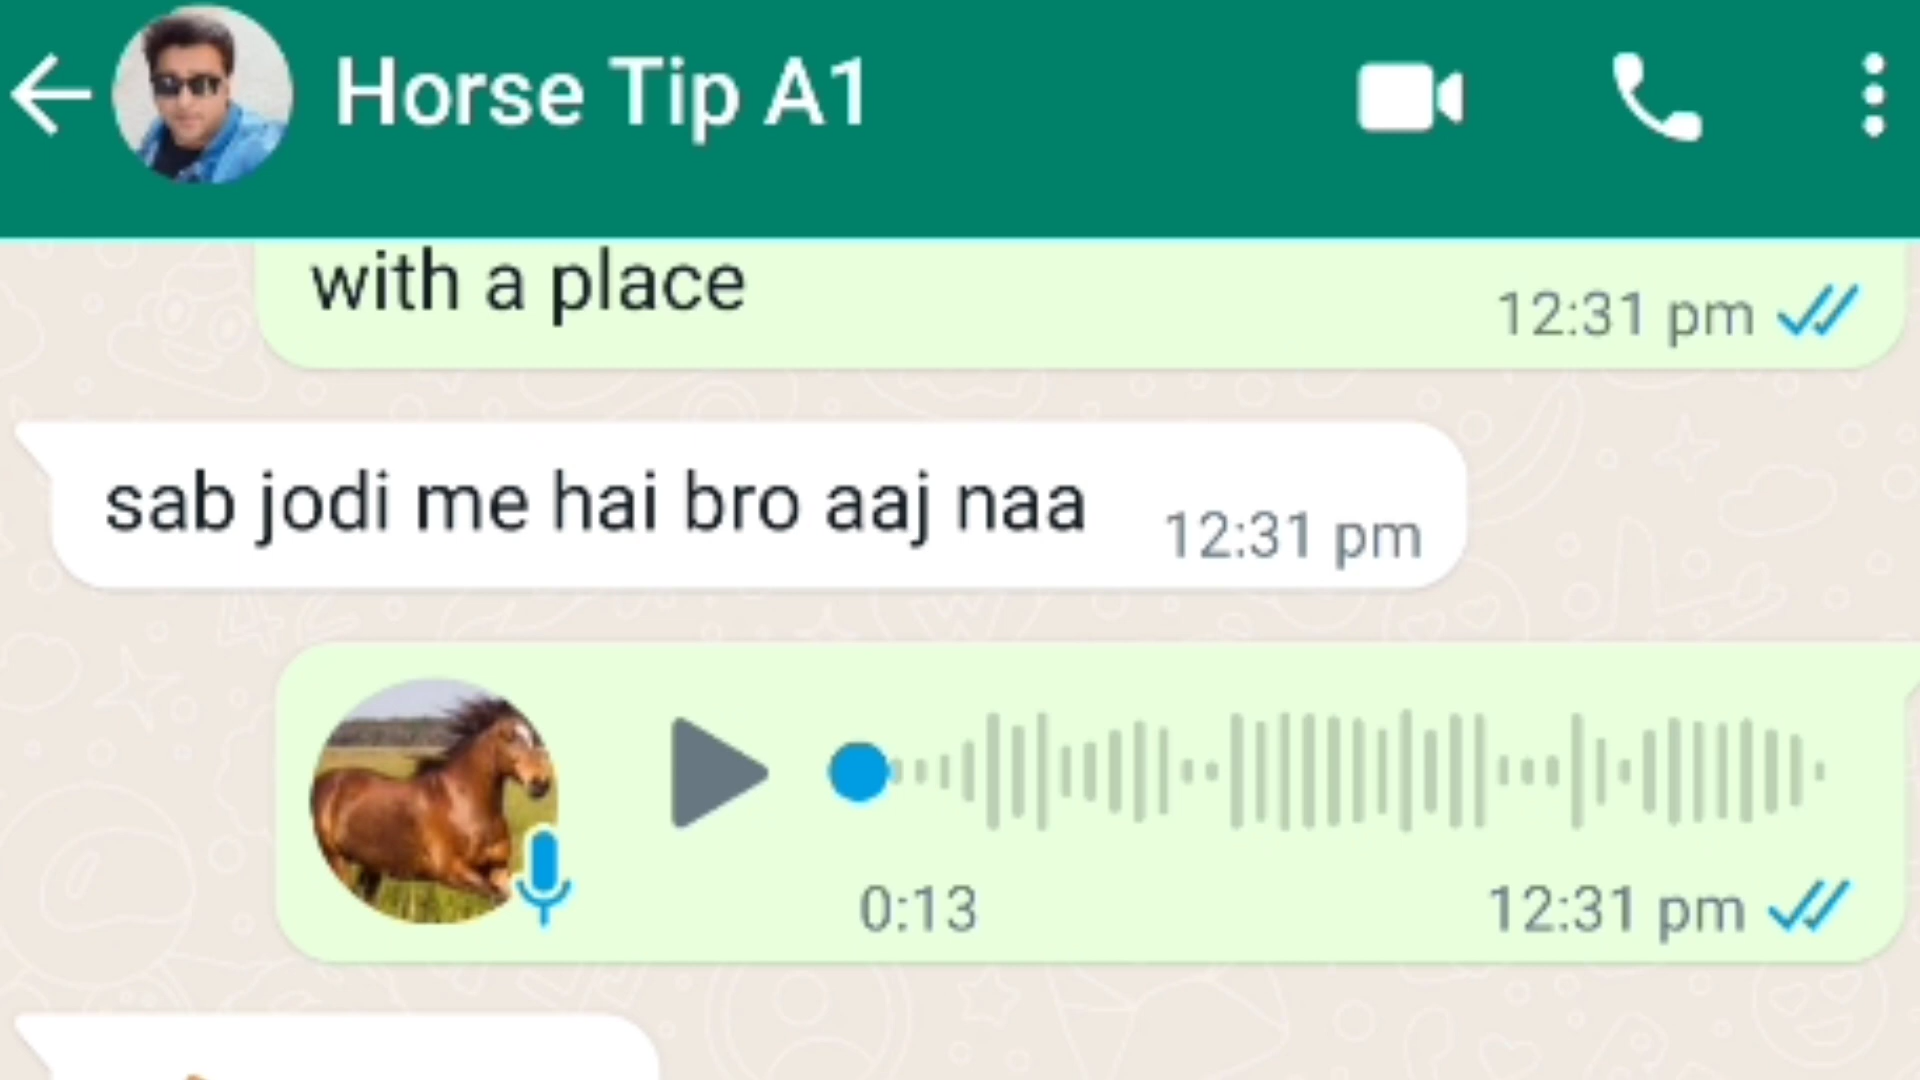 Horse Tip A1
with a place
12:31 pm
sab jodi me hai bro aaj naa
12:31 pm
0:13
12:31 pm